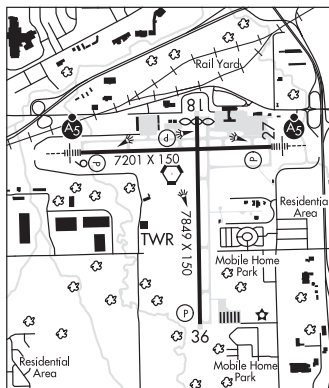 Rail Yard
A5
18
A5
27
P
P
P
9
7201 X 150
7849 X 150
Residential
Area
TWR
Mobile Home
Park
P
36
Residential
Area
Mobile Home
Park